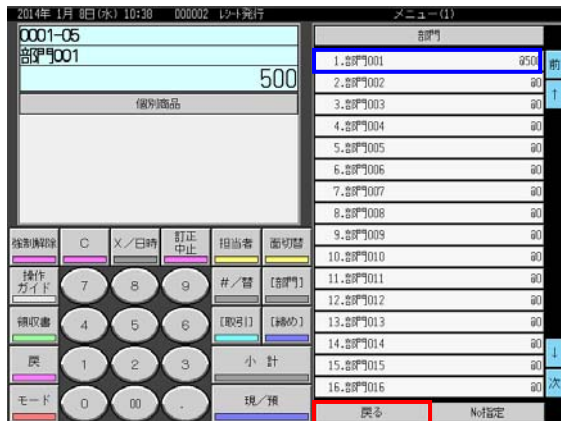 2014年 1月 8日(水) 10:38 000002 レシート発行 メニュー(1)
0001-05
部門001
500
個別商品
部門
1.部門001 @500
2.部門002 @0
3.部門003 @0
4.部門004 @0
5.部門005 @0
6.部門006 @0
7.部門007 @0
8.部門008 @0
9.部門009 @0
10.部門010 @0
11.部門011 @0
12.部門012 @0
13.部門013 @0
14.部門014 @0
15.部門015 @0
16.部門016 @0
前
↑
↓
次
戻る No指定
強制解除 C X/日時 訂正中止 担当者 面切替
操作ガイド 7 8 9 #/替 [部門]
領収書 4 5 6 [取引] [締め]
戻 1 2 3 小 計
モード 0 00 . 現/預